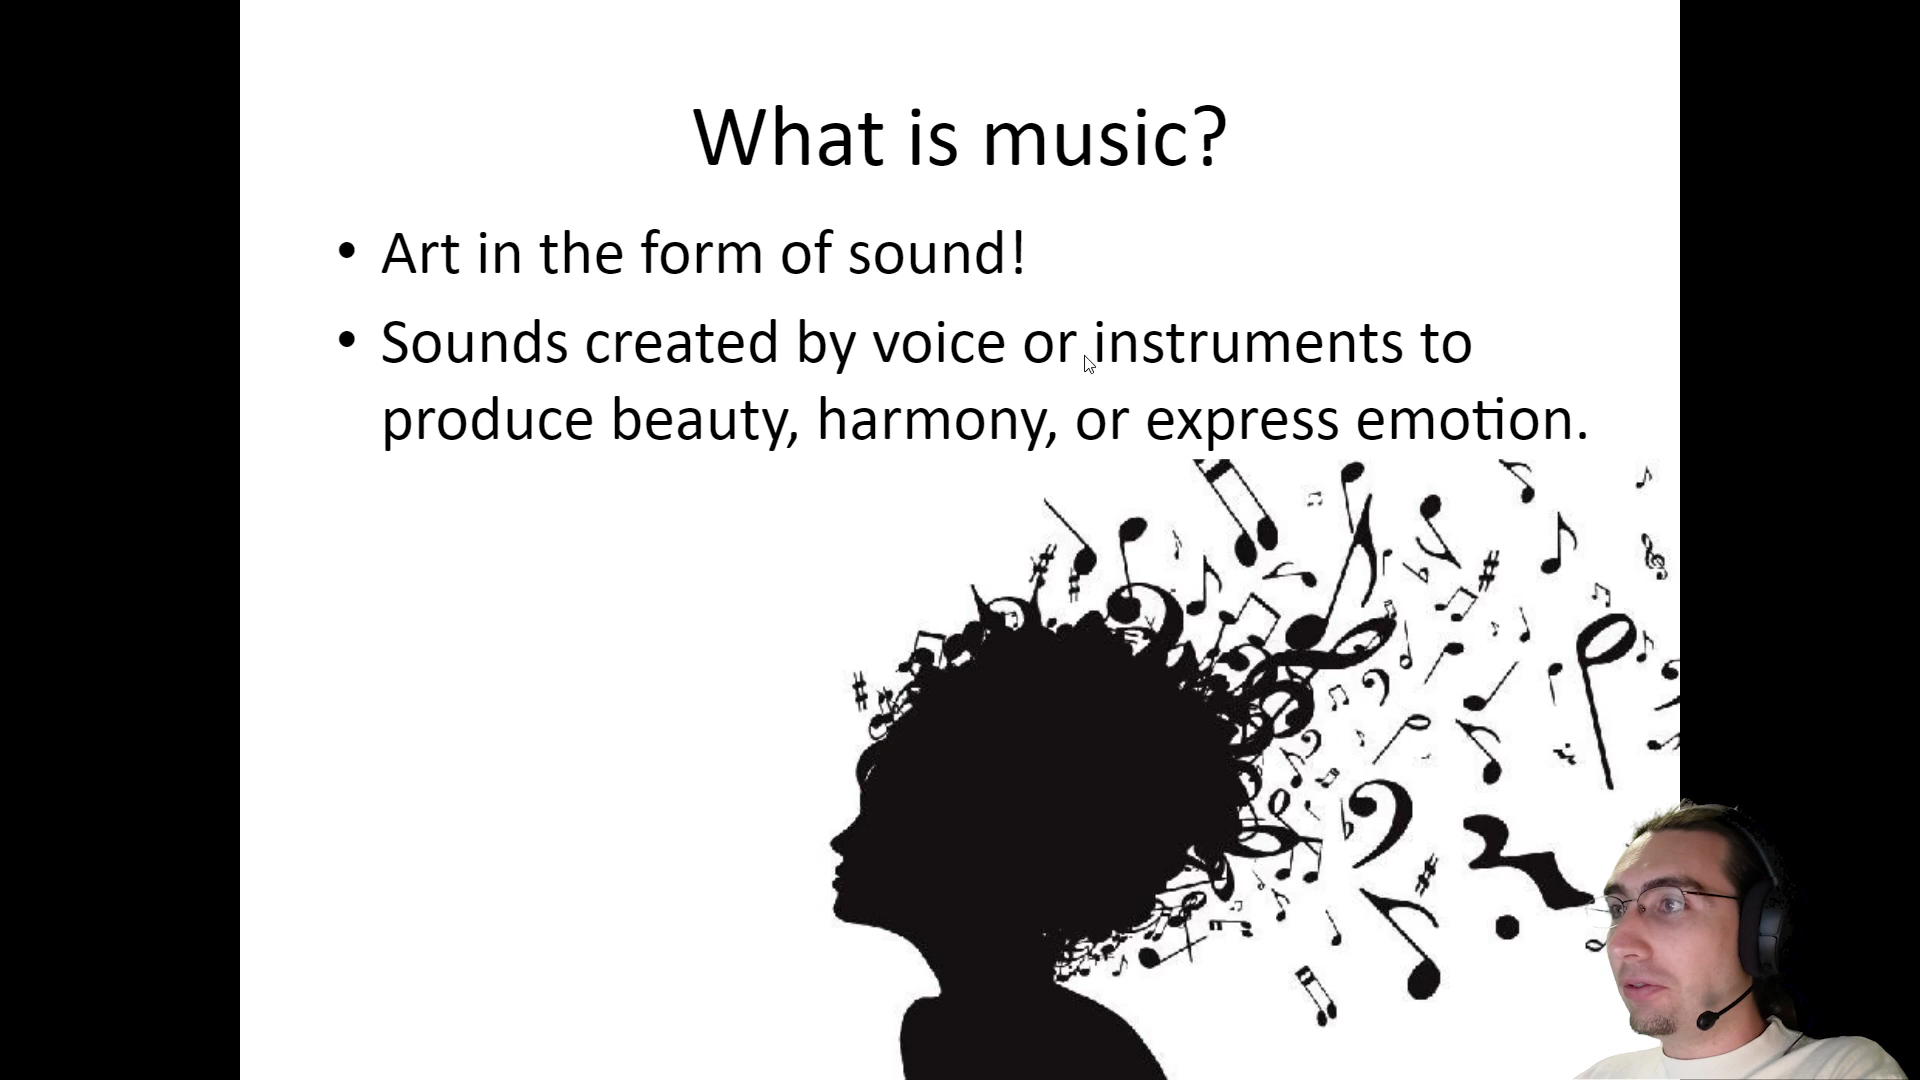 What is music?
• Art in the form of sound!
• Sounds created by voice or instruments to
produce beauty, harmony, or express emotion.